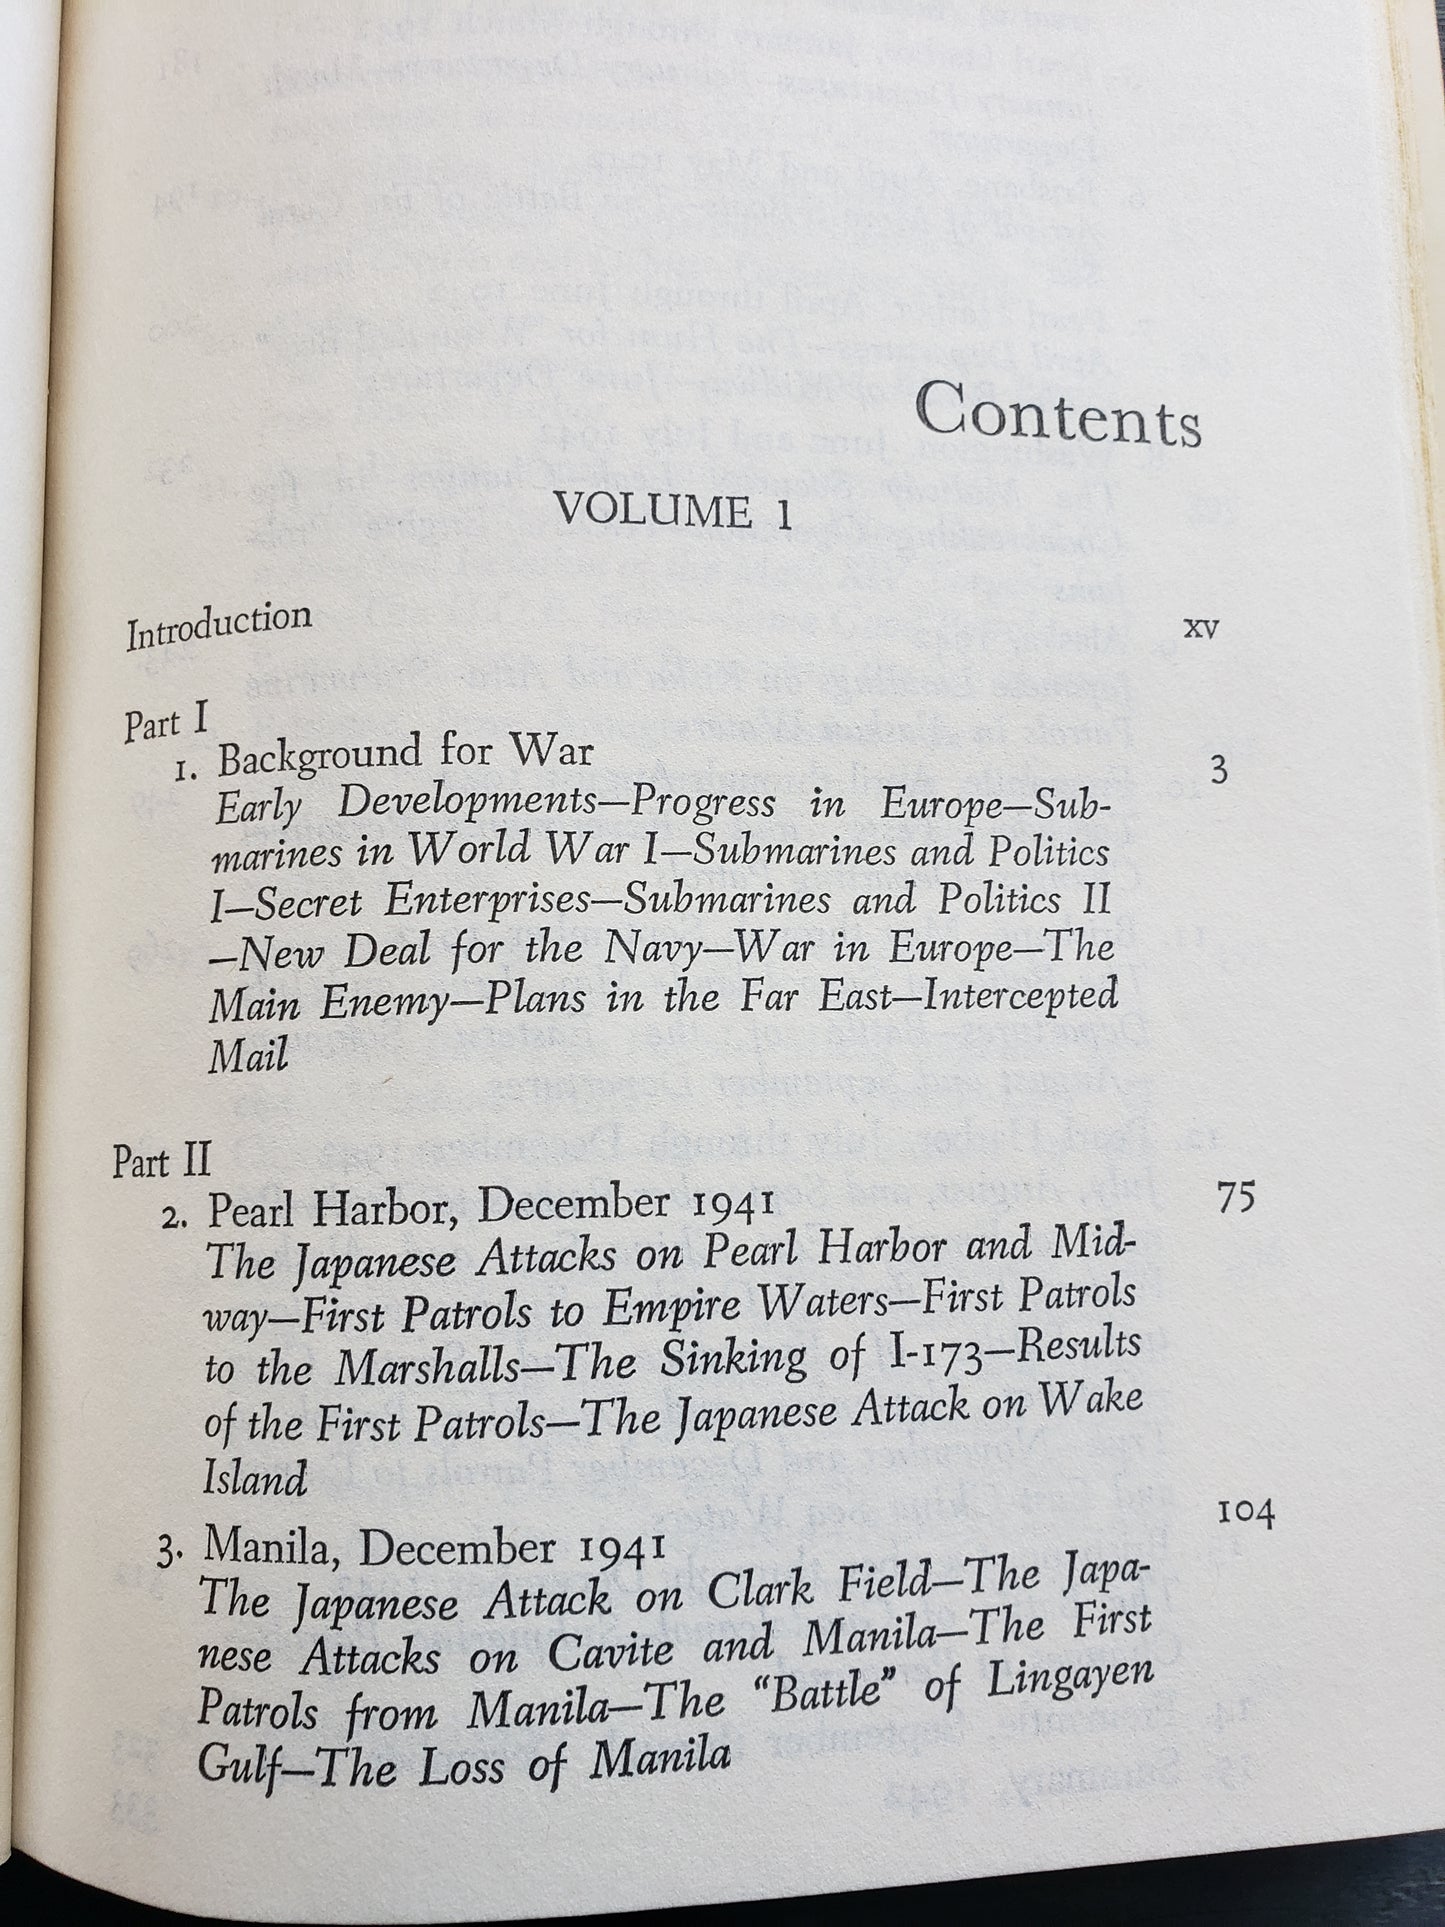 Contents
VOLUME 1
Introduction xv
Part I
1. Background for War 3
Early Developments—Progress in Europe—Sub-
marines in World War I—Submarines and Politics
I—Secret Enterprises—Submarines and Politics II
—New Deal for the Navy—War in Europe—The
Main Enemy—Plans in the Far East—Intercepted
Mail
Part II
2. Pearl Harbor, December 1941 75
The Japanese Attacks on Pearl Harbor and Mid-
way—First Patrols to Empire Waters—First Patrols
to the Marshalls—The Sinking of I-173—Results
of the First Patrols—The Japanese Attack on Wake
Island
3. Manila, December 1941 104
The Japanese Attack on Clark Field—The Japa-
nese Attacks on Cavite and Manila—The First
Patrols from Manila—The “Battle” of Lingayen
Gulf—The Loss of Manila